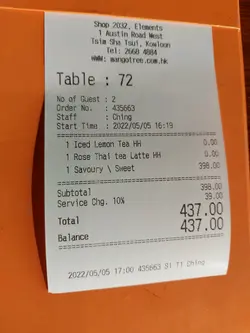 Shop 2032, Elements
1 Austin Road West
Tsim Sha Tsui, Kowloon
Tel: 2668 4884
WWW: mangotree.com.hk
Table : 72
No of Guest : 2
Order No. : 435663
Staff : Ching
Start Time : 2022/05/05 16:19
1 Iced Lemon Tea HH 0.00
1 Rose Thai tea Latte HH 0.00
1 Savoury \ Sweet 398.00
Subtotal 398.00
Service Chg. 10% 39.00
Total 437.00
Balance 437.00
2022/05/05 17:00 435663 BI T1 Ching